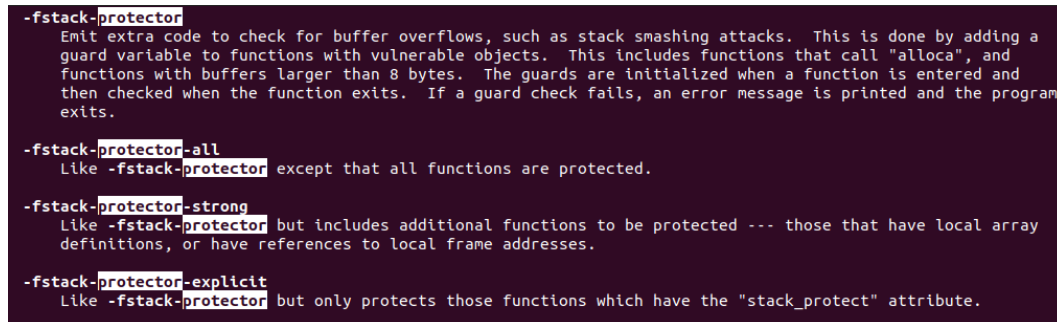 -fstack-protector
Emit extra code to check for buffer overflows, such as stack smashing attacks.  This is done by adding a
guard variable to functions with vulnerable objects.  This includes functions that call "alloca", and
functions with buffers larger than 8 bytes.  The guards are initialized when a function is entered and
then checked when the function exits.  If a guard check fails, an error message is printed and the program
exits.
-fstack-protector-all
Like -fstack-protector except that all functions are protected.
-fstack-protector-strong
Like -fstack-protector but includes additional functions to be protected --- those that have local array
definitions, or have references to local frame addresses.
-fstack-protector-explicit
Like -fstack-protector but only protects those functions which have the "stack_protect" attribute.